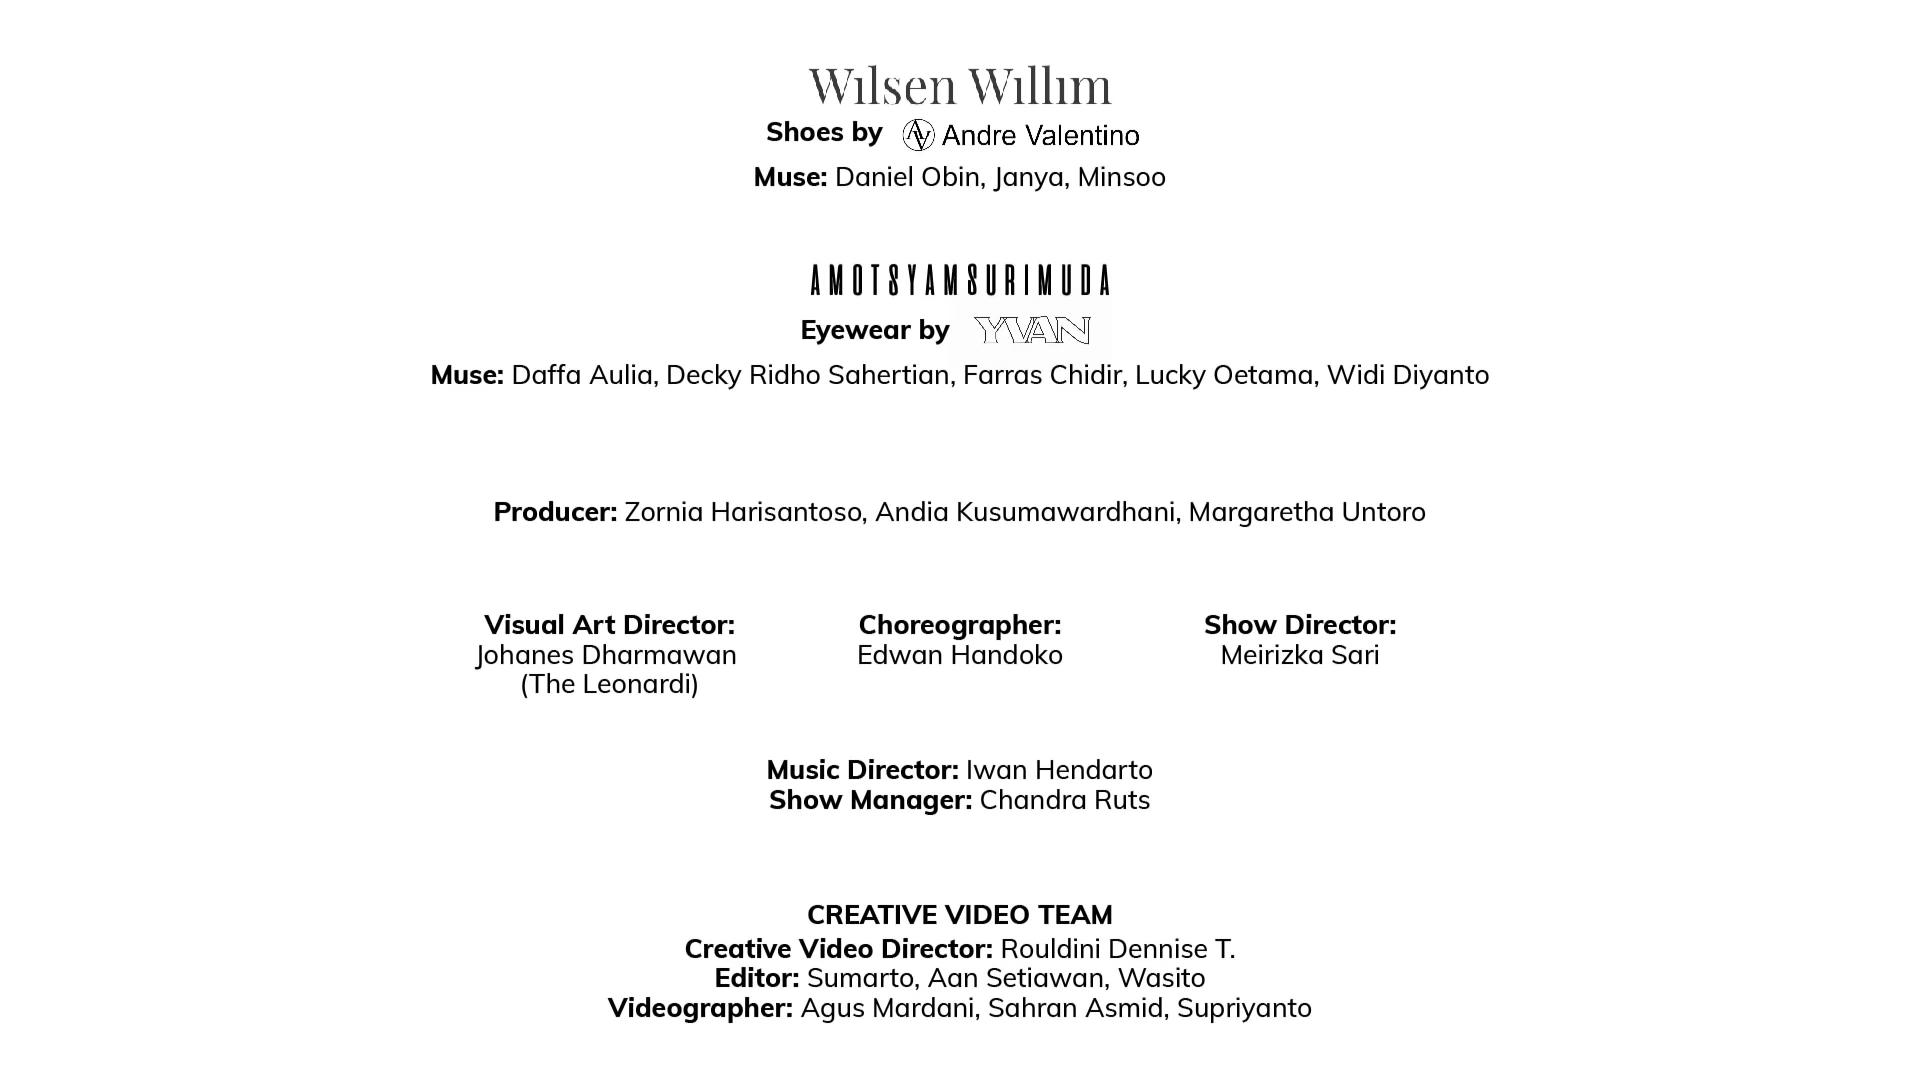 Wilsen Willim
Shoes by AV Andre Valentino
Muse: Daniel Obin, Janya, Minsoo
AMOTSYAMSURIMUDA
Eyewear by YVAN
Muse: Daffa Aulia, Decky Ridho Sahertian, Farras Chidir, Lucky Oetama, Widi Diyanto
Producer: Zornia Harisantoso, Andia Kusumawardhani, Margaretha Untoro
Visual Art Director:
Johanes Dharmawan
(The Leonardi)
Choreographer:
Edwan Handoko
Show Director:
Meirizka Sari
Music Director: Iwan Hendarto
Show Manager: Chandra Ruts
CREATIVE VIDEO TEAM
Creative Video Director: Rouldini Dennise T.
Editor: Sumarto, Aan Setiawan, Wasito
Videographer: Agus Mardani, Sahran Asmid, Supriyanto